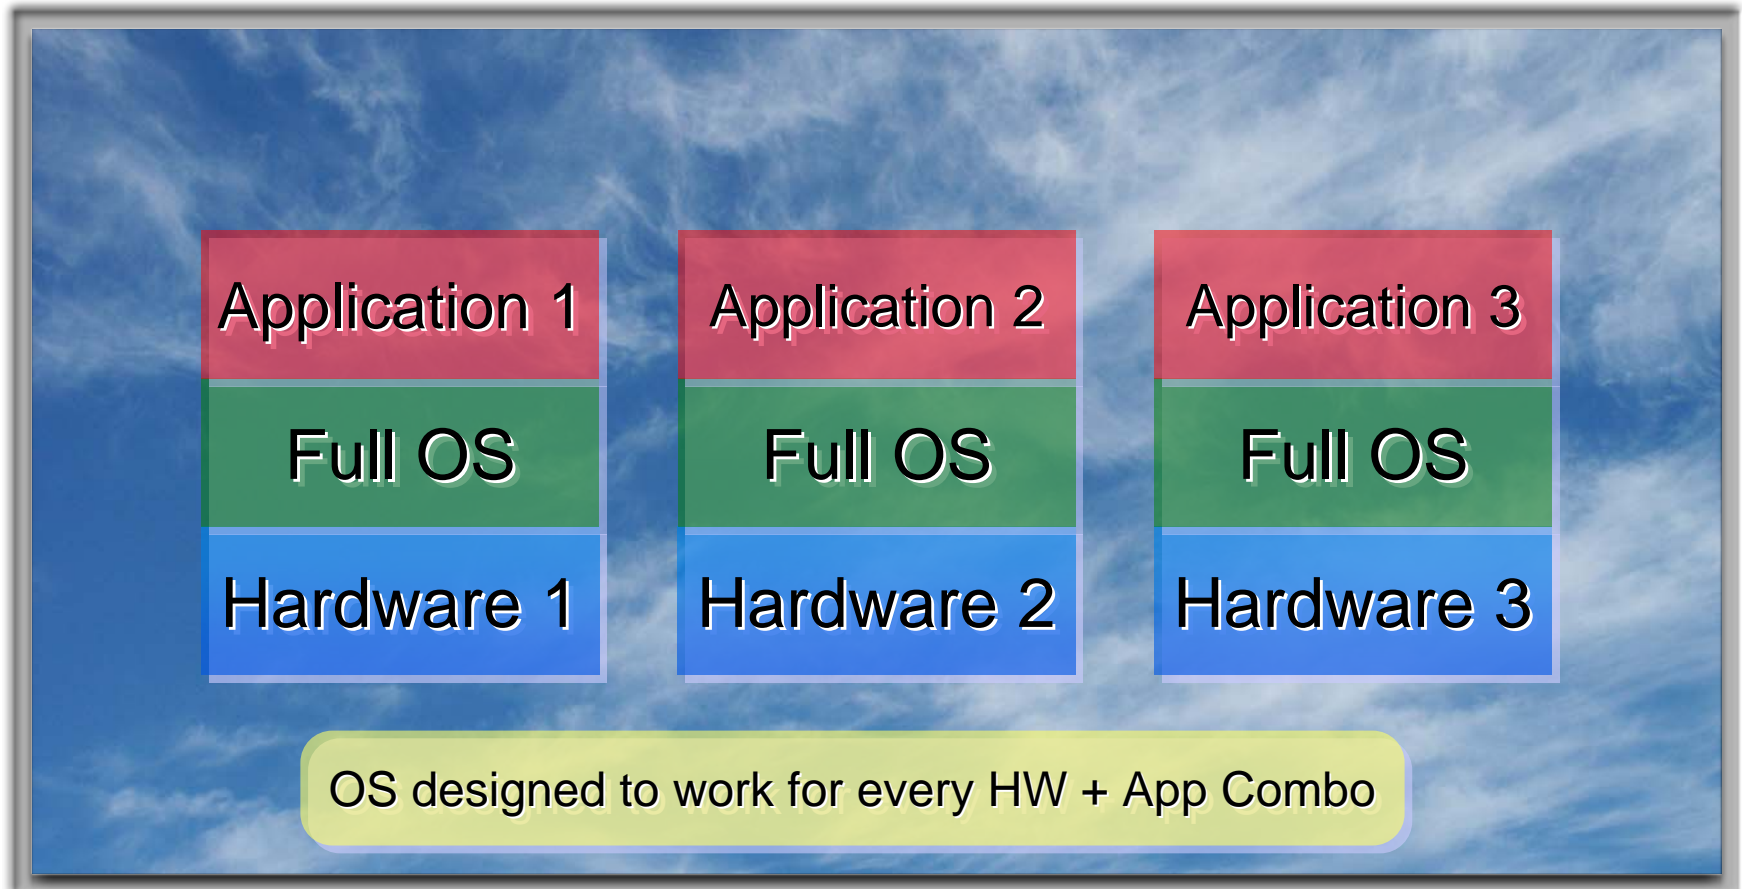 Application 1
Application 2
Application 3
Full OS
Full OS
Full OS
Hardware 1
Hardware 2
Hardware 3
OS designed to work for every HW + App Combo